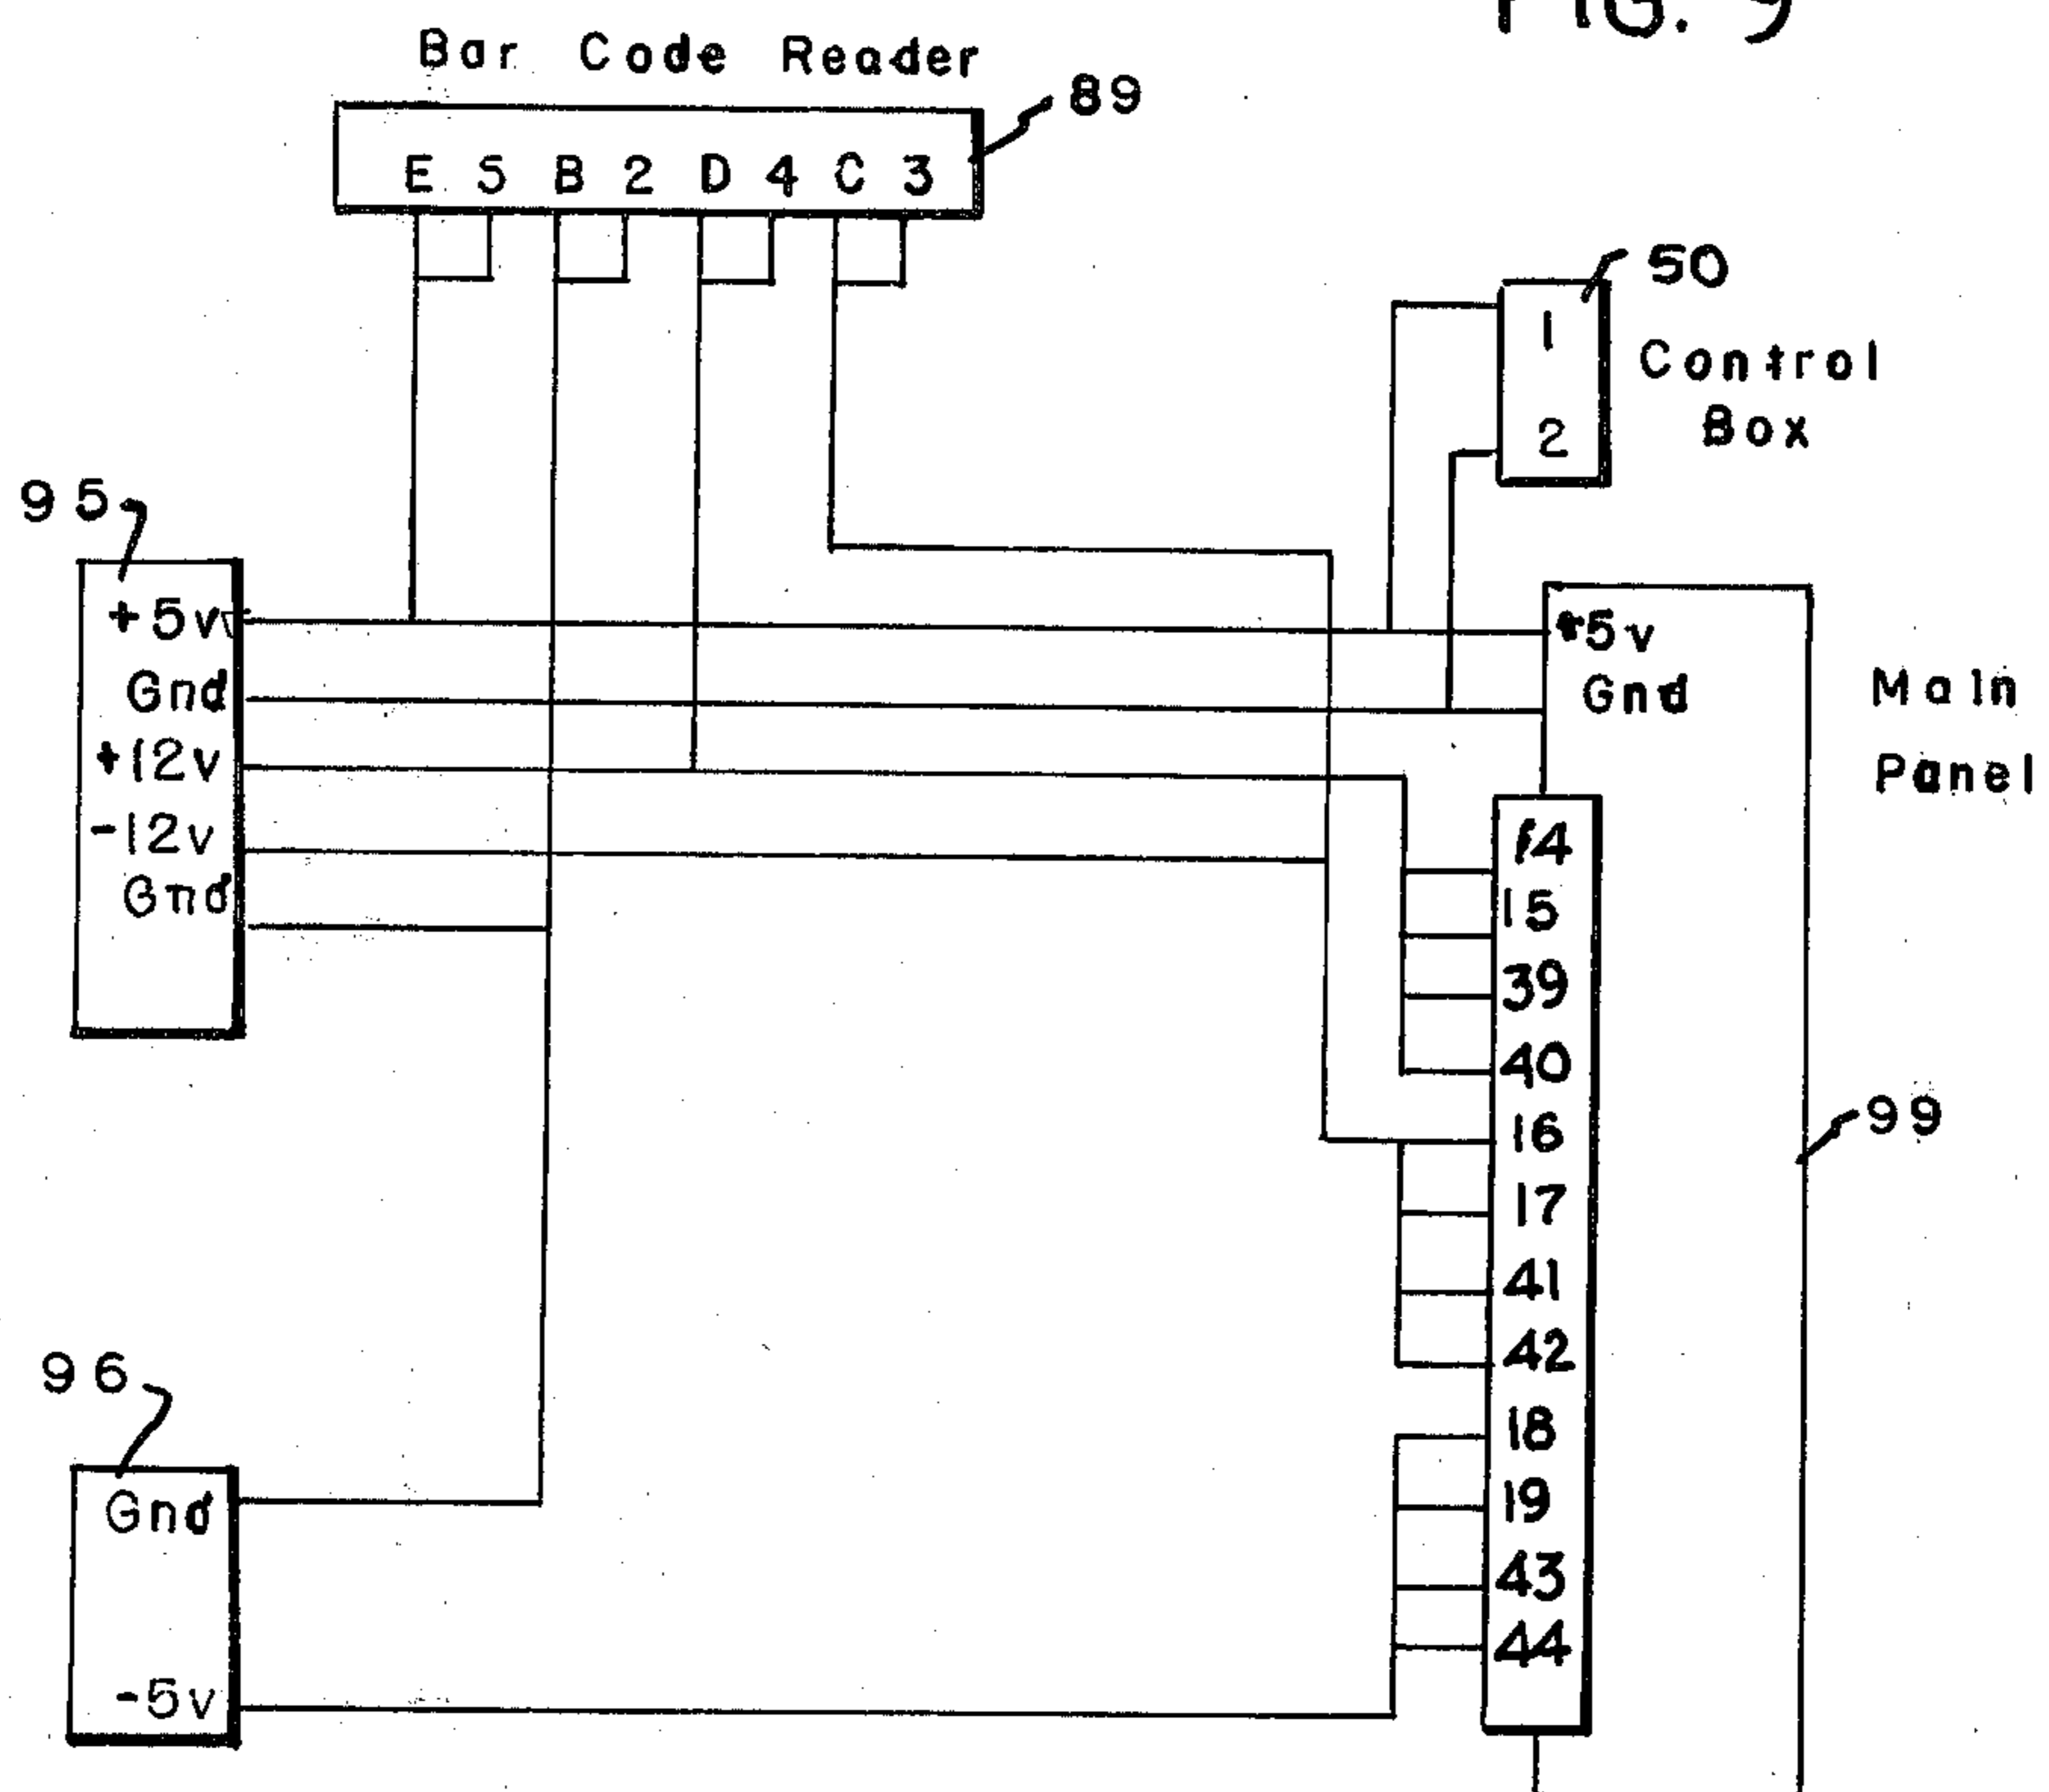 FIG. 9
Bar Code Reader
89
E 5 B 2 D 4 C 3
50
1
2
Control
Box
95
+5v
Gnd
+12v
-12v
Gnd
+5v
Gnd
Main
Panel
14
15
39
40
16
17
41
42
18
19
43
44
99
96
Gnd
-5v